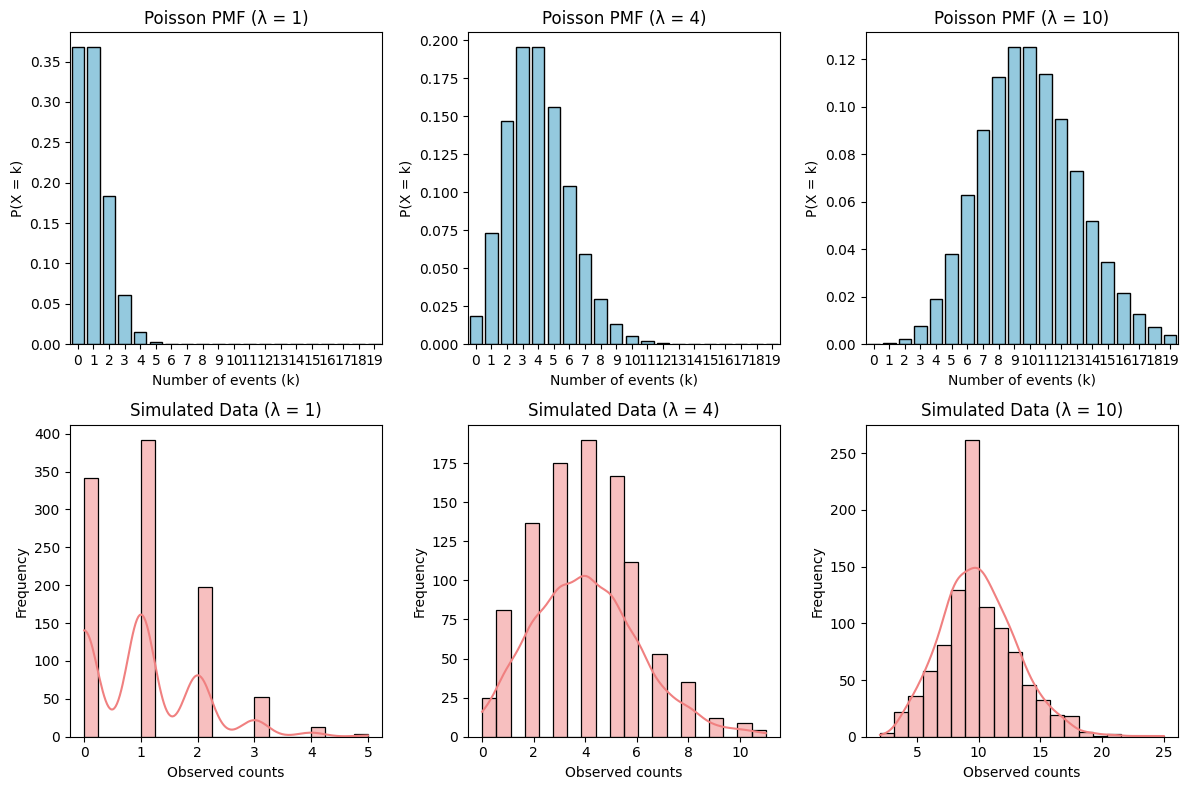 Poisson PMF (λ = 1)
0.35
0.30
0.25
0.20
0.15
0.10
0.05
0.00
P(X = k)
0 1 2 3 4 5 6 7 8 9 10 11 12 13 14 15 16 17 18 19
Number of events (k)
Poisson PMF (λ = 4)
0.200
0.175
0.150
0.125
0.100
0.075
0.050
0.025
0.000
P(X = k)
0 1 2 3 4 5 6 7 8 9 10 11 12 13 14 15 16 17 18 19
Number of events (k)
Poisson PMF (λ = 10)
0.12
0.10
0.08
0.06
0.04
0.02
0.00
P(X = k)
0 1 2 3 4 5 6 7 8 9 10 11 12 13 14 15 16 17 18 19
Number of events (k)
Simulated Data (λ = 1)
400
350
300
250
200
150
100
50
0
Frequency
0 1 2 3 4 5
Observed counts
Simulated Data (λ = 4)
175
150
125
100
75
50
25
0
Frequency
0 2 4 6 8 10
Observed counts
Simulated Data (λ = 10)
250
200
150
100
50
0
Frequency
5 10 15 20 25
Observed counts